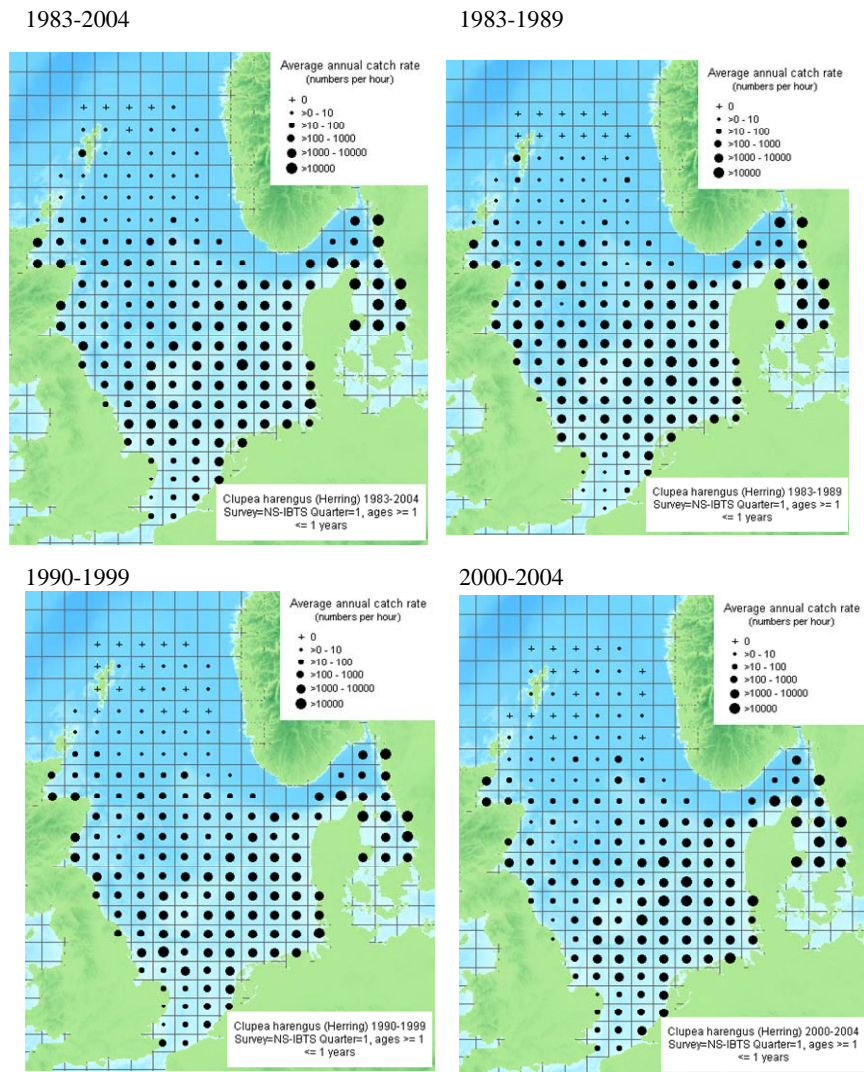 1983-2004
Average annual catch rate
(numbers per hour)
+ 0
>0 - 10
>10 - 100
>100 - 1000
>1000 - 10000
>10000
Clupea harengus (Herring) 1983-2004
Survey=NS-IBTS Quarter=1, ages >= 1
<= 1 years
1983-1989
Average annual catch rate
(numbers per hour)
+ 0
>0 - 10
>10 - 100
>100 - 1000
>1000 - 10000
>10000
Clupea harengus (Herring) 1983-1989
Survey=NS-IBTS Quarter=1, ages >= 1
<= 1 years
1990-1999
Average annual catch rate
(numbers per hour)
+ 0
>0 - 10
>10 - 100
>100 - 1000
>1000 - 10000
>10000
Clupea harengus (Herring) 1990-1999
Survey=NS-IBTS Quarter=1, ages >= 1
<= 1 years
2000-2004
Average annual catch rate
(numbers per hour)
+ 0
>0 - 10
>10 - 100
>100 - 1000
>1000 - 10000
>10000
Clupea harengus (Herring) 2000-2004
Survey=NS-IBTS Quarter=1, ages >= 1
<= 1 years